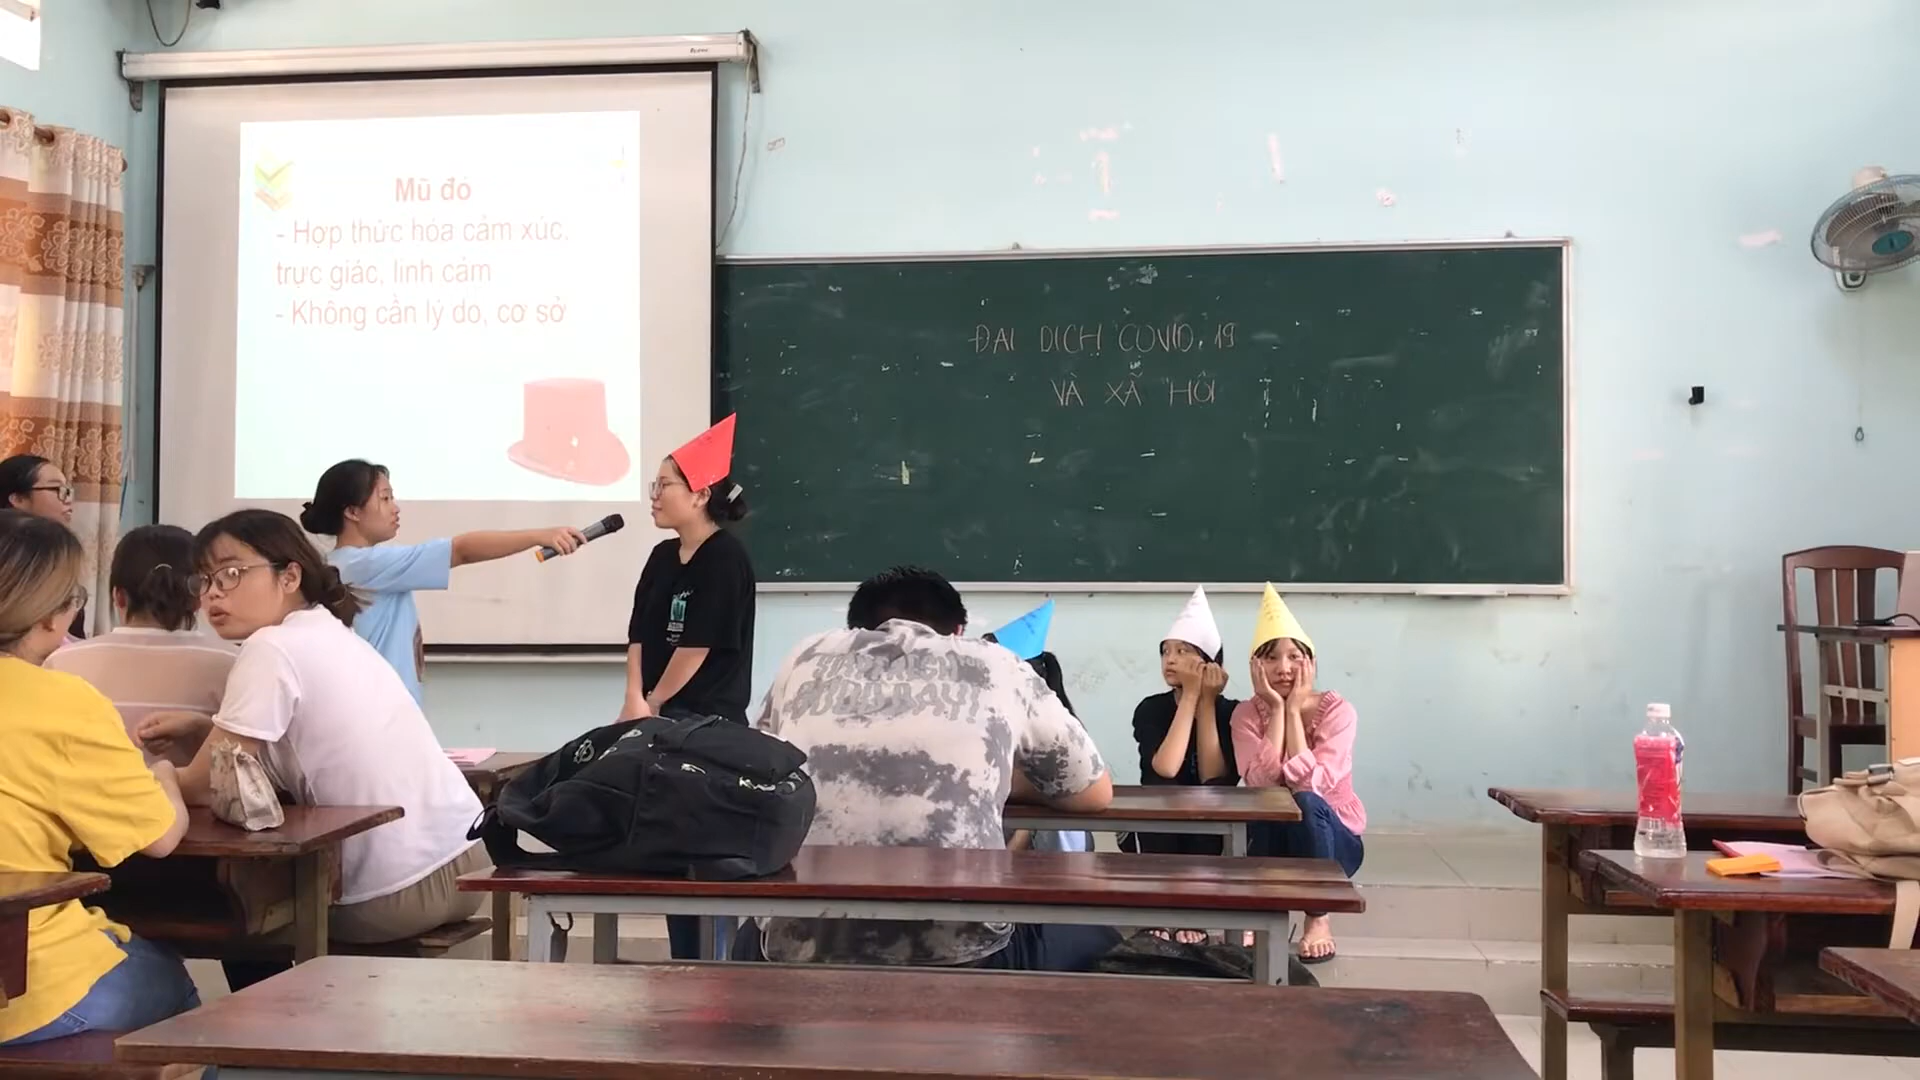 Mũ đỏ
- Hợp thức hóa cảm xúc,
trực giác, linh cảm
- Không cần lý do, cơ sở
ĐẠI DỊCH COVID 19
VÀ XÃ HỘI